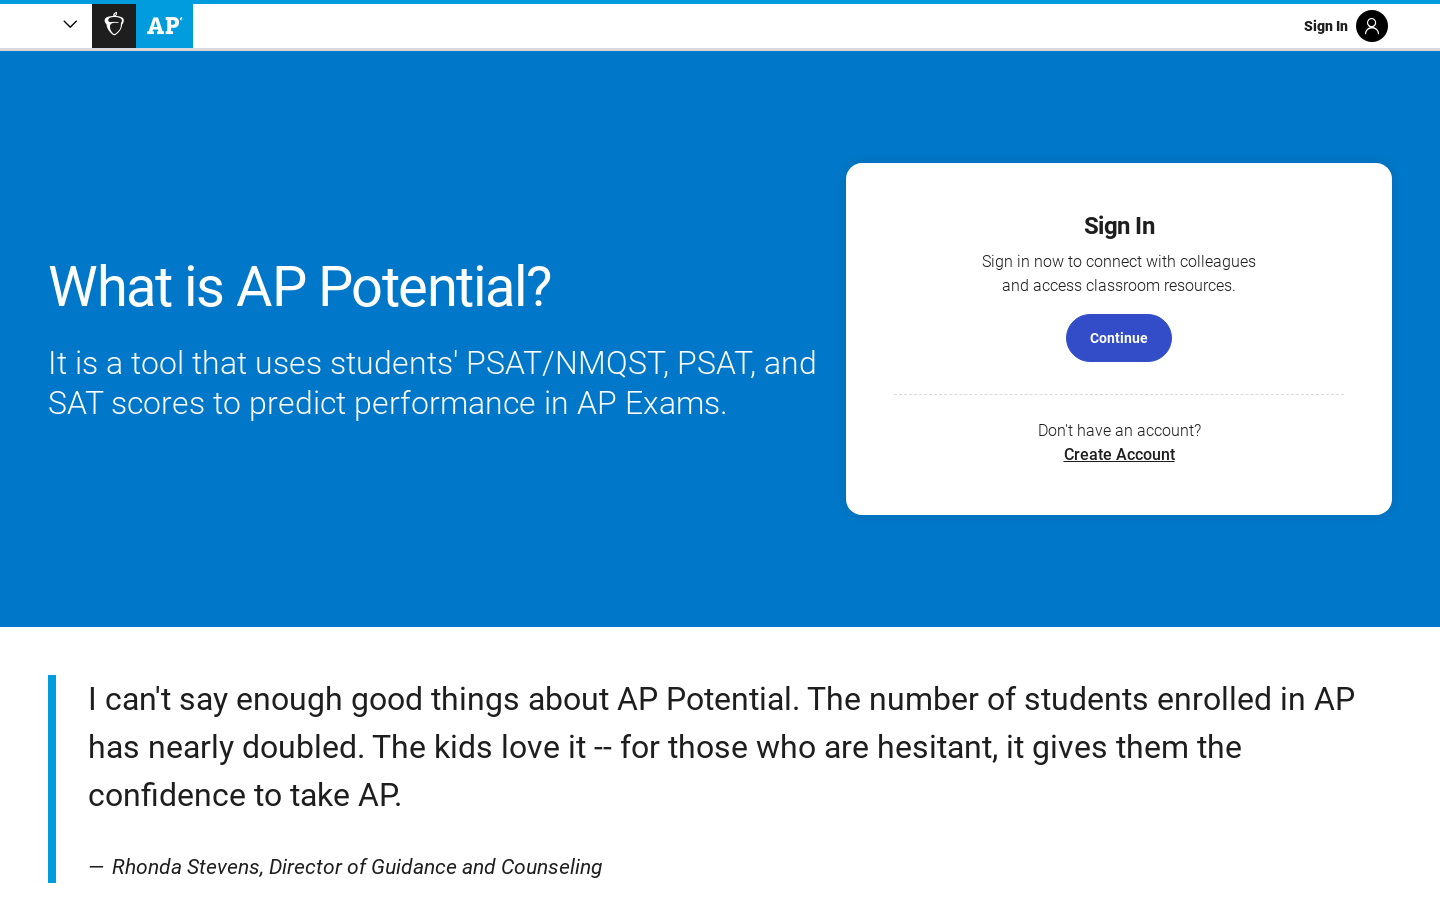 AP
Sign In
What is AP Potential?
It is a tool that uses students' PSAT/NMQST, PSAT, and
SAT scores to predict performance in AP Exams.
Sign In
Sign in now to connect with colleagues
and access classroom resources.
Continue
Don't have an account?
Create Account
I can't say enough good things about AP Potential. The number of students enrolled in AP
has nearly doubled. The kids love it -- for those who are hesitant, it gives them the
confidence to take AP.
— Rhonda Stevens, Director of Guidance and Counseling